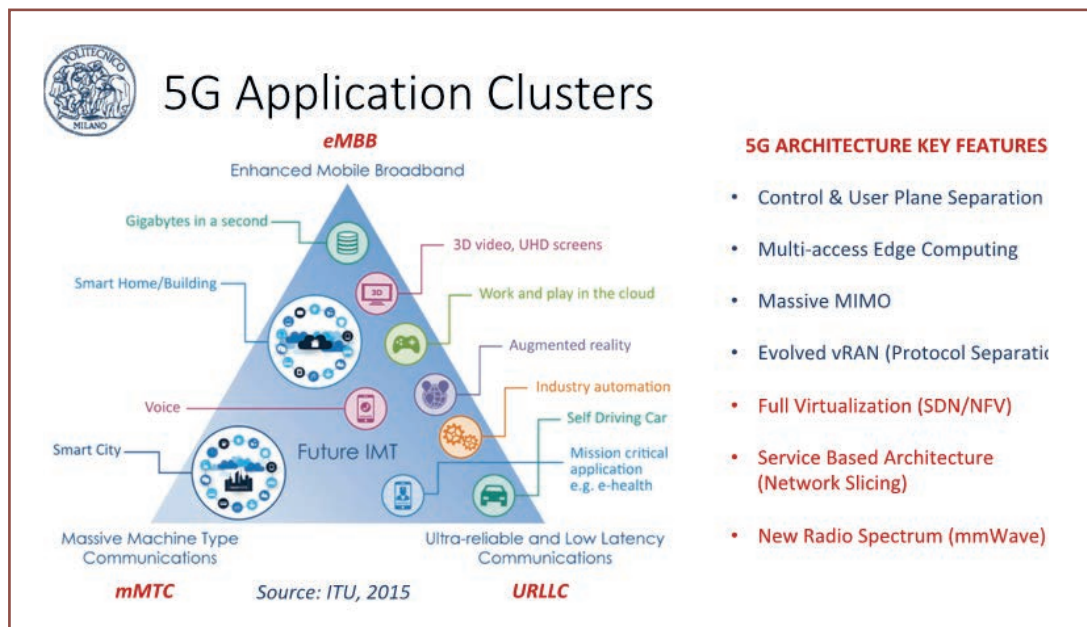 POLITECNICO
MILANO
5G Application Clusters
eMBB
Enhanced Mobile Broadband
Gigabytes in a second
3D video, UHD screens
3D
Smart Home/Building
Work and play in the cloud
Augmented reality
Voice
Industry automation
Self Driving Car
Smart City
Future IMT
Mission critical
application
e.g. e-health
Massive Machine Type
Communications
Ultra-reliable and Low Latency
Communications
mMTC
Source: ITU, 2015
URLLC
5G ARCHITECTURE KEY FEATURES
• Control & User Plane Separation
• Multi-access Edge Computing
• Massive MIMO
• Evolved vRAN (Protocol Separatic
• Full Virtualization (SDN/NFV)
• Service Based Architecture
(Network Slicing)
• New Radio Spectrum (mmWave)